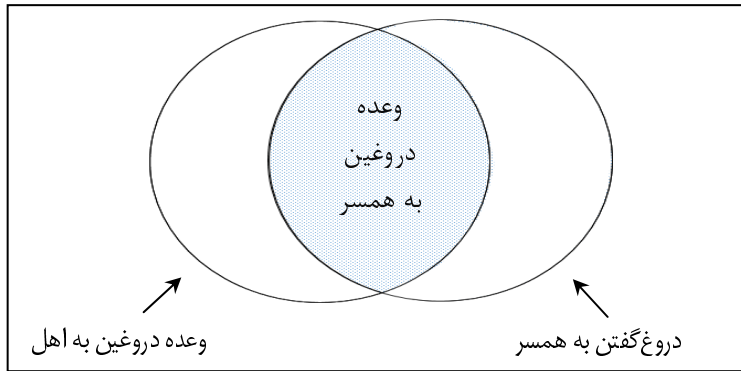 وعده
دروغین
به همسر
دروغ‌گفتن به همسر
وعده دروغین به اهل